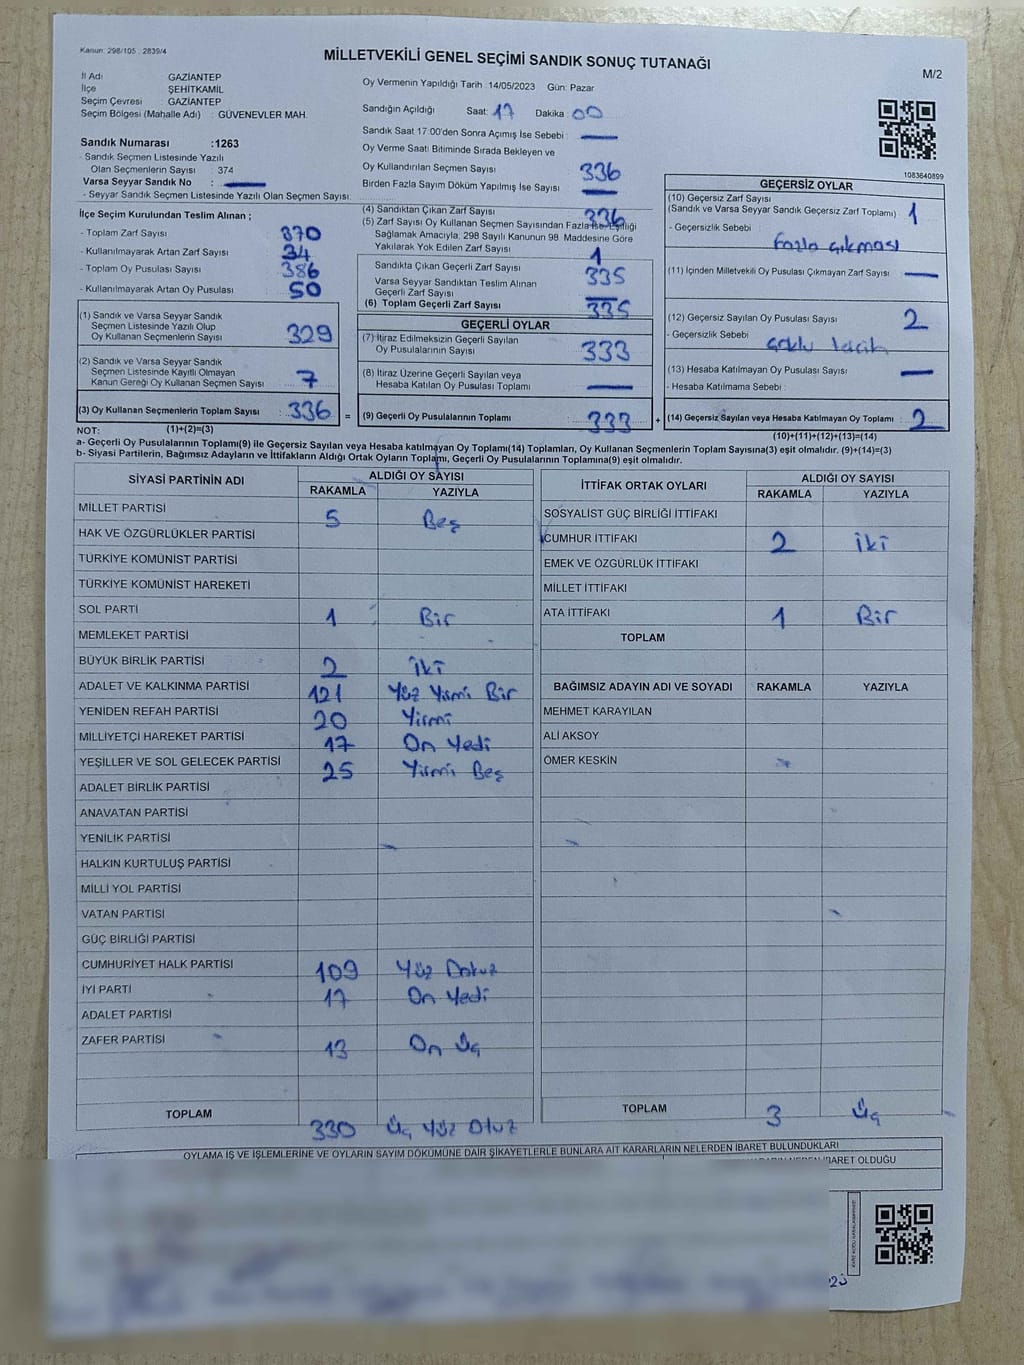 Kanun: 298/105 ; 2839/4
MİLLETVEKİLİ GENEL SEÇİMİ SANDIK SONUÇ TUTANAĞI
M/2
İl Adı GAZİANTEP
İlçe ŞEHİTKAMİL
Seçim Çevresi : GAZİANTEP
Seçim Bölgesi (Mahalle Adı) : GÜVENEVLER MAH.
Sandık Numarası :1263
- Sandık Seçmen Listesinde Yazılı
Olan Seçmenlerin Sayısı : 374
Varsa Seyyar Sandık No :
- Seyyar Sandık Seçmen Listesinde Yazılı Olan Seçmen Sayısı
İlçe Seçim Kurulundan Teslim Alınan ;
- Toplam Zarf Sayısı 370
- Kullanılmayarak Artan Zarf Sayısı 34
- Toplam Oy Pusulası Sayısı 386
- Kullanılmayarak Artan Oy Pusulası 50
(1) Sandık ve Varsa Seyyar Sandık
Seçmen Listesinde Yazılı Olup
Oy Kullanan Seçmenlerin Sayısı 329
(2) Sandık ve Varsa Seyyar Sandık
Seçmen Listesinde Kayıtlı Olmayan
Kanun Gereği Oy Kullanan Seçmen Sayısı 7
(3) Oy Kullanan Seçmenlerin Toplam Sayısı 336 =
Oy Vermenin Yapıldığı Tarih :14/05/2023 Gün: Pazar
Sandığın Açıldığı Saat: 17 Dakika: 00
Sandık Saat 17:00'den Sonra Açımış İse Sebebi :
Oy Verme Saati Bitiminde Sırada Bekleyen ve
Oy Kullandırılan Seçmen Sayısı 336
Birden Fazla Sayım Döküm Yapılmış İse Sayısı
(4) Sandıktan Çıkan Zarf Sayısı 336
(5) Zarf Sayısı Oy Kullanan Seçmen Sayısından Fazla İse, Eşitliği
Sağlamak Amacıyla, 298 Sayılı Kanunun 98. Maddesine Göre
Yakılarak Yok Edilen Zarf Sayısı 1
Sandıkta Çıkan Geçerli Zarf Sayısı 335
Varsa Seyyar Sandıktan Teslim Alınan
Geçerli Zarf Sayısı
(6) Toplam Geçerli Zarf Sayısı 335
GEÇERLİ OYLAR
(7) İtiraz Edilmeksizin Geçerli Sayılan
Oy Pusulalarının Sayısı 333
(8) İtiraz Üzerine Geçerli Sayılan veya
Hesaba Katılan Oy Pusulası Toplamı
(9) Geçerli Oy Pusulalarının Toplamı 333 +
1083640899
GEÇERSİZ OYLAR
(10) Geçersiz Zarf Sayısı
(Sandık ve Varsa Seyyar Sandık Geçersiz Zarf Toplamı) 1
- Geçersizlik Sebebi
Fazla çıkması
(11) İçinden Milletvekili Oy Pusulası Çıkmayan Zarf Sayısı
(12) Geçersiz Sayılan Oy Pusulası Sayısı 2
- Geçersizlik Sebebi
(13) Hesaba Katılmayan Oy Pusulası Sayısı
- Hesaba Katılmama Sebebi :
(14) Geçersiz Sayılan veya Hesaba Katılmayan Oy Toplamı : 2
NOT: (1)+(2)=(3) (10)+(11)+(12)+(13)=(14)
a- Geçerli Oy Pusulalarının Toplamı(9) ile Geçersiz Sayılan veya Hesaba katılmayan Oy Toplamı(14) Toplamları, Oy Kullanan Seçmenlerin Toplam Sayısına(3) eşit olmalıdır. (9)+(14)=(3)
b- Siyasi Partilerin, Bağımsız Adayların ve İttifakların Aldığı Ortak Oyların Toplamı, Geçerli Oy Pusulalarının Toplamına(9) eşit olmalıdır.
SİYASİ PARTİNİN ADI ALDIĞI OY SAYISI
RAKAMLA YAZIYLA
MİLLET PARTİSİ 5 Beş
HAK VE ÖZGÜRLÜKLER PARTİSİ
TÜRKİYE KOMÜNİST PARTİSİ
TÜRKİYE KOMÜNİST HAREKETİ
SOL PARTİ 1 Bir
MEMLEKET PARTİSİ
BÜYÜK BİRLİK PARTİSİ 2 İki
ADALET VE KALKINMA PARTİSİ 121 Yüz Yirmi Bir
YENİDEN REFAH PARTİSİ 20 Yirmi
MİLLİYETÇİ HAREKET PARTİSİ 17 On Yedi
YEŞİLLER VE SOL GELECEK PARTİSİ 25 Yirmi Beş
ADALET BİRLİK PARTİSİ
ANAVATAN PARTİSİ
YENİLİK PARTİSİ
HALKIN KURTULUŞ PARTİSİ
MİLLİ YOL PARTİSİ
VATAN PARTİSİ
GÜÇ BİRLİĞİ PARTİSİ
CUMHURİYET HALK PARTİSİ 109 Yüz Dokuz
İYİ PARTİ 17 On Yedi
ADALET PARTİSİ
ZAFER PARTİSİ 13 On Üç
TOPLAM 330 Üç Yüz Otuz
İTTİFAK ORTAK OYLARI ALDIĞI OY SAYISI
RAKAMLA YAZIYLA
SOSYALİST GÜÇ BİRLİĞİ İTTİFAKI
CUMHUR İTTİFAKI 2 İki
EMEK VE ÖZGÜRLÜK İTTİFAKI
MİLLET İTTİFAKI
ATA İTTİFAKI 1 Bir
TOPLAM
BAĞIMSIZ ADAYIN ADI VE SOYADI RAKAMLA YAZIYLA
MEHMET KARAYILAN
ALİ AKSOY
ÖMER KESKİN
TOPLAM 3 Üç
OYLAMA İŞ VE İŞLEMLERİNE VE OYLARIN SAYIM DÖKÜMÜNE DAİR ŞİKAYETLERLE BUNLARA AİT KARARLARIN NELERDEN İBARET BULUNDUKLARI
İBARET OLDUĞU